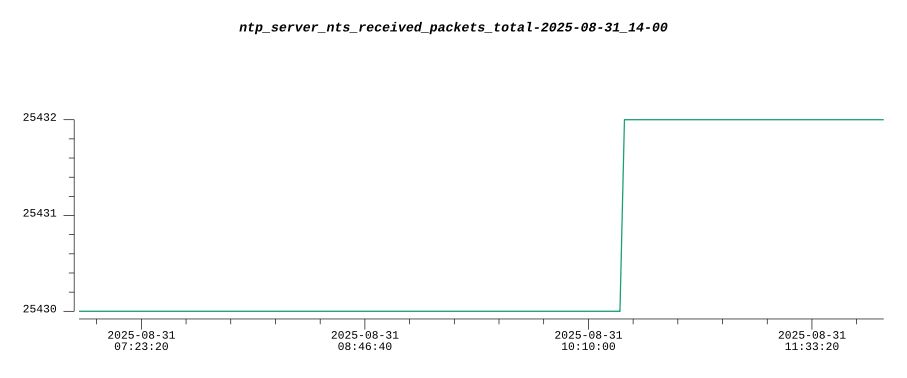 ntp_server_nts_received_packets_total-2025-08-31_14-00
25432
25431
25430
2025-08-31 2025-08-31 2025-08-31 2025-08-31
07:23:20 08:46:40 10:10:00 11:33:20